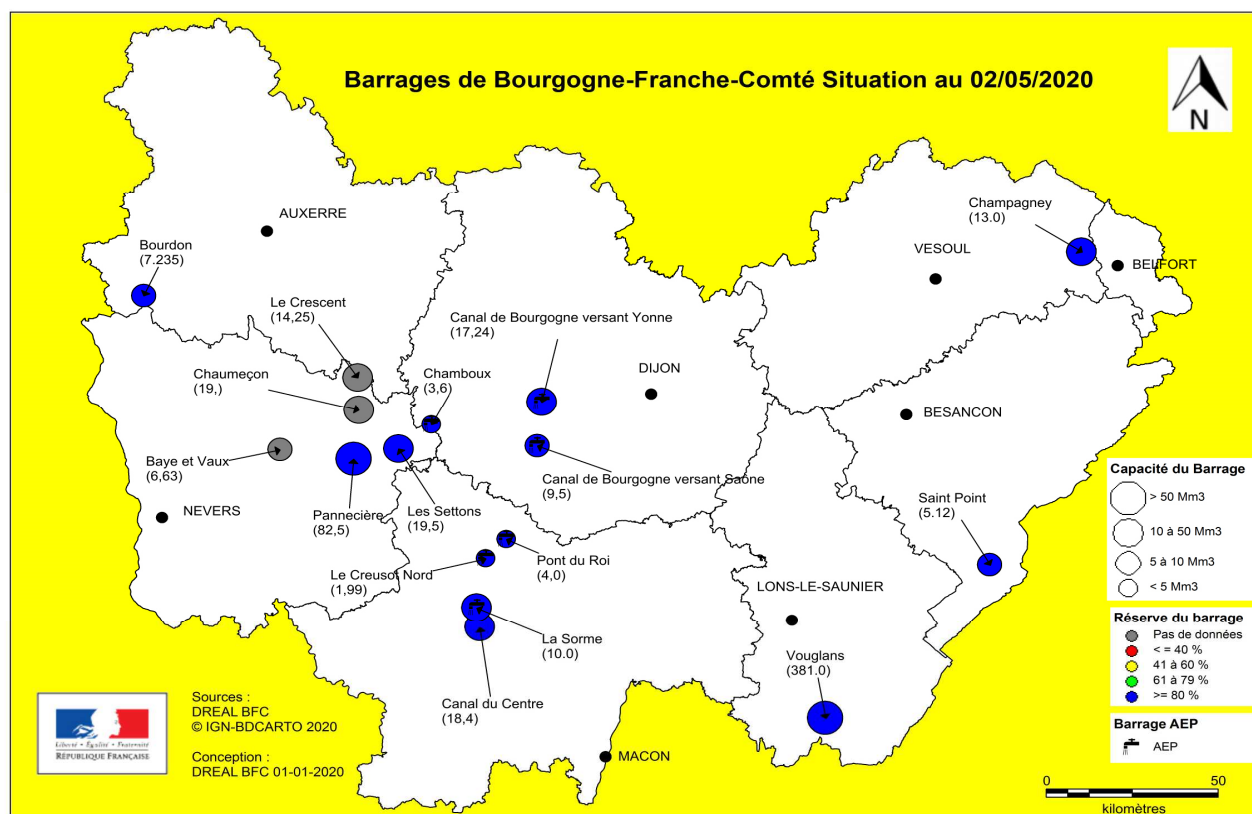 Barrages de Bourgogne-Franche-Comté Situation au 02/05/2020
N
AUXERRE
Bourdon
(7.235)
Le Crescent
(14,25)
Chaumeçon
(19,)
Baye et Vaux
(6,63)
NEVERS
Pannecière
(82,5)
Les Settons
(19,5)
Chamboux
(3,6)
Canal de Bourgogne versant Yonne
(17,24)
DIJON
Canal de Bourgogne versant Saône
(9,5)
Pont du Roi
(4,0)
Le Creusot Nord
(1,99)
La Sorme
(10.0)
Canal du Centre
(18,4)
MACON
Champagney
(13.0)
VESOUL
BELFORT
BESANCON
Saint Point
(5.12)
LONS-LE-SAUNIER
Vouglans
(381.0)
Capacité du Barrage
> 50 Mm3
10 à 50 Mm3
5 à 10 Mm3
< 5 Mm3
Réserve du barrage
Pas de données
< = 40 %
41 à 60 %
61 à 79 %
>= 80 %
Barrage AEP
AEP
0 50
kilomètres
Liberté • Égalité • Fraternité
RÉPUBLIQUE FRANÇAISE
Sources :
DREAL BFC
© IGN-BDCARTO 2020
Conception :
DREAL BFC 01-01-2020